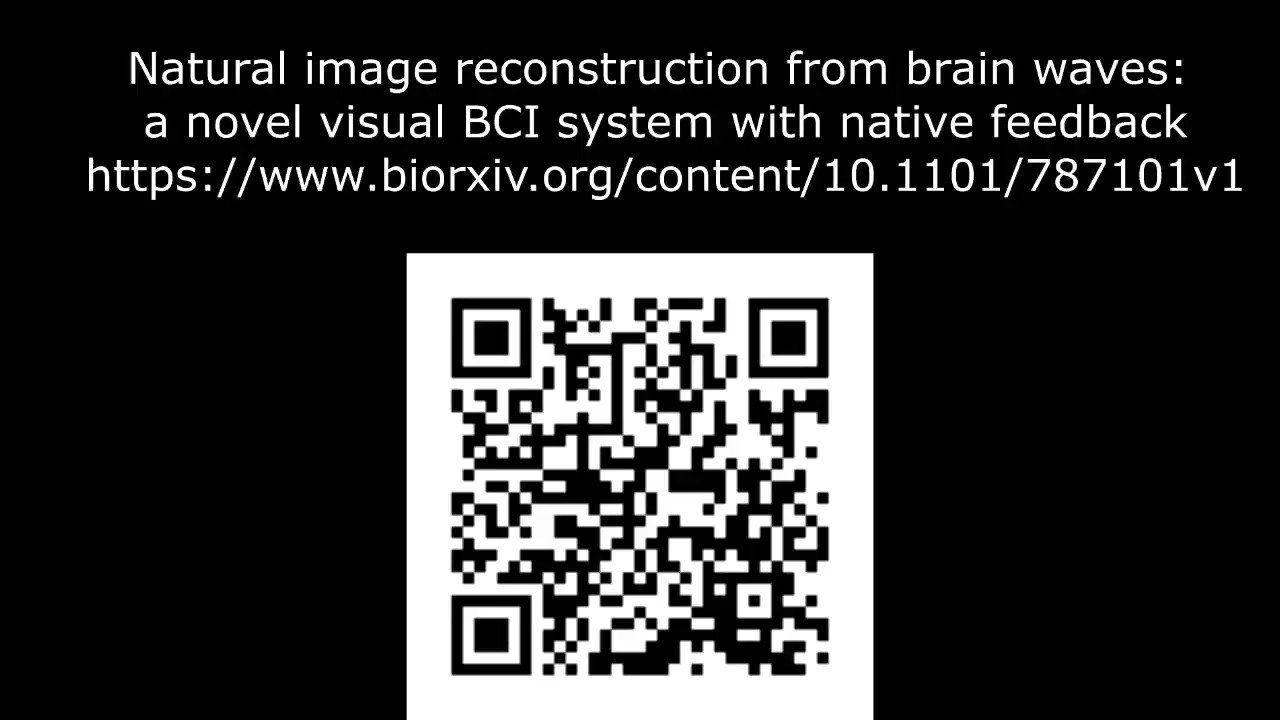 Natural image reconstruction from brain waves:
a novel visual BCI system with native feedback
https://www.biorxiv.org/content/10.1101/787101v1